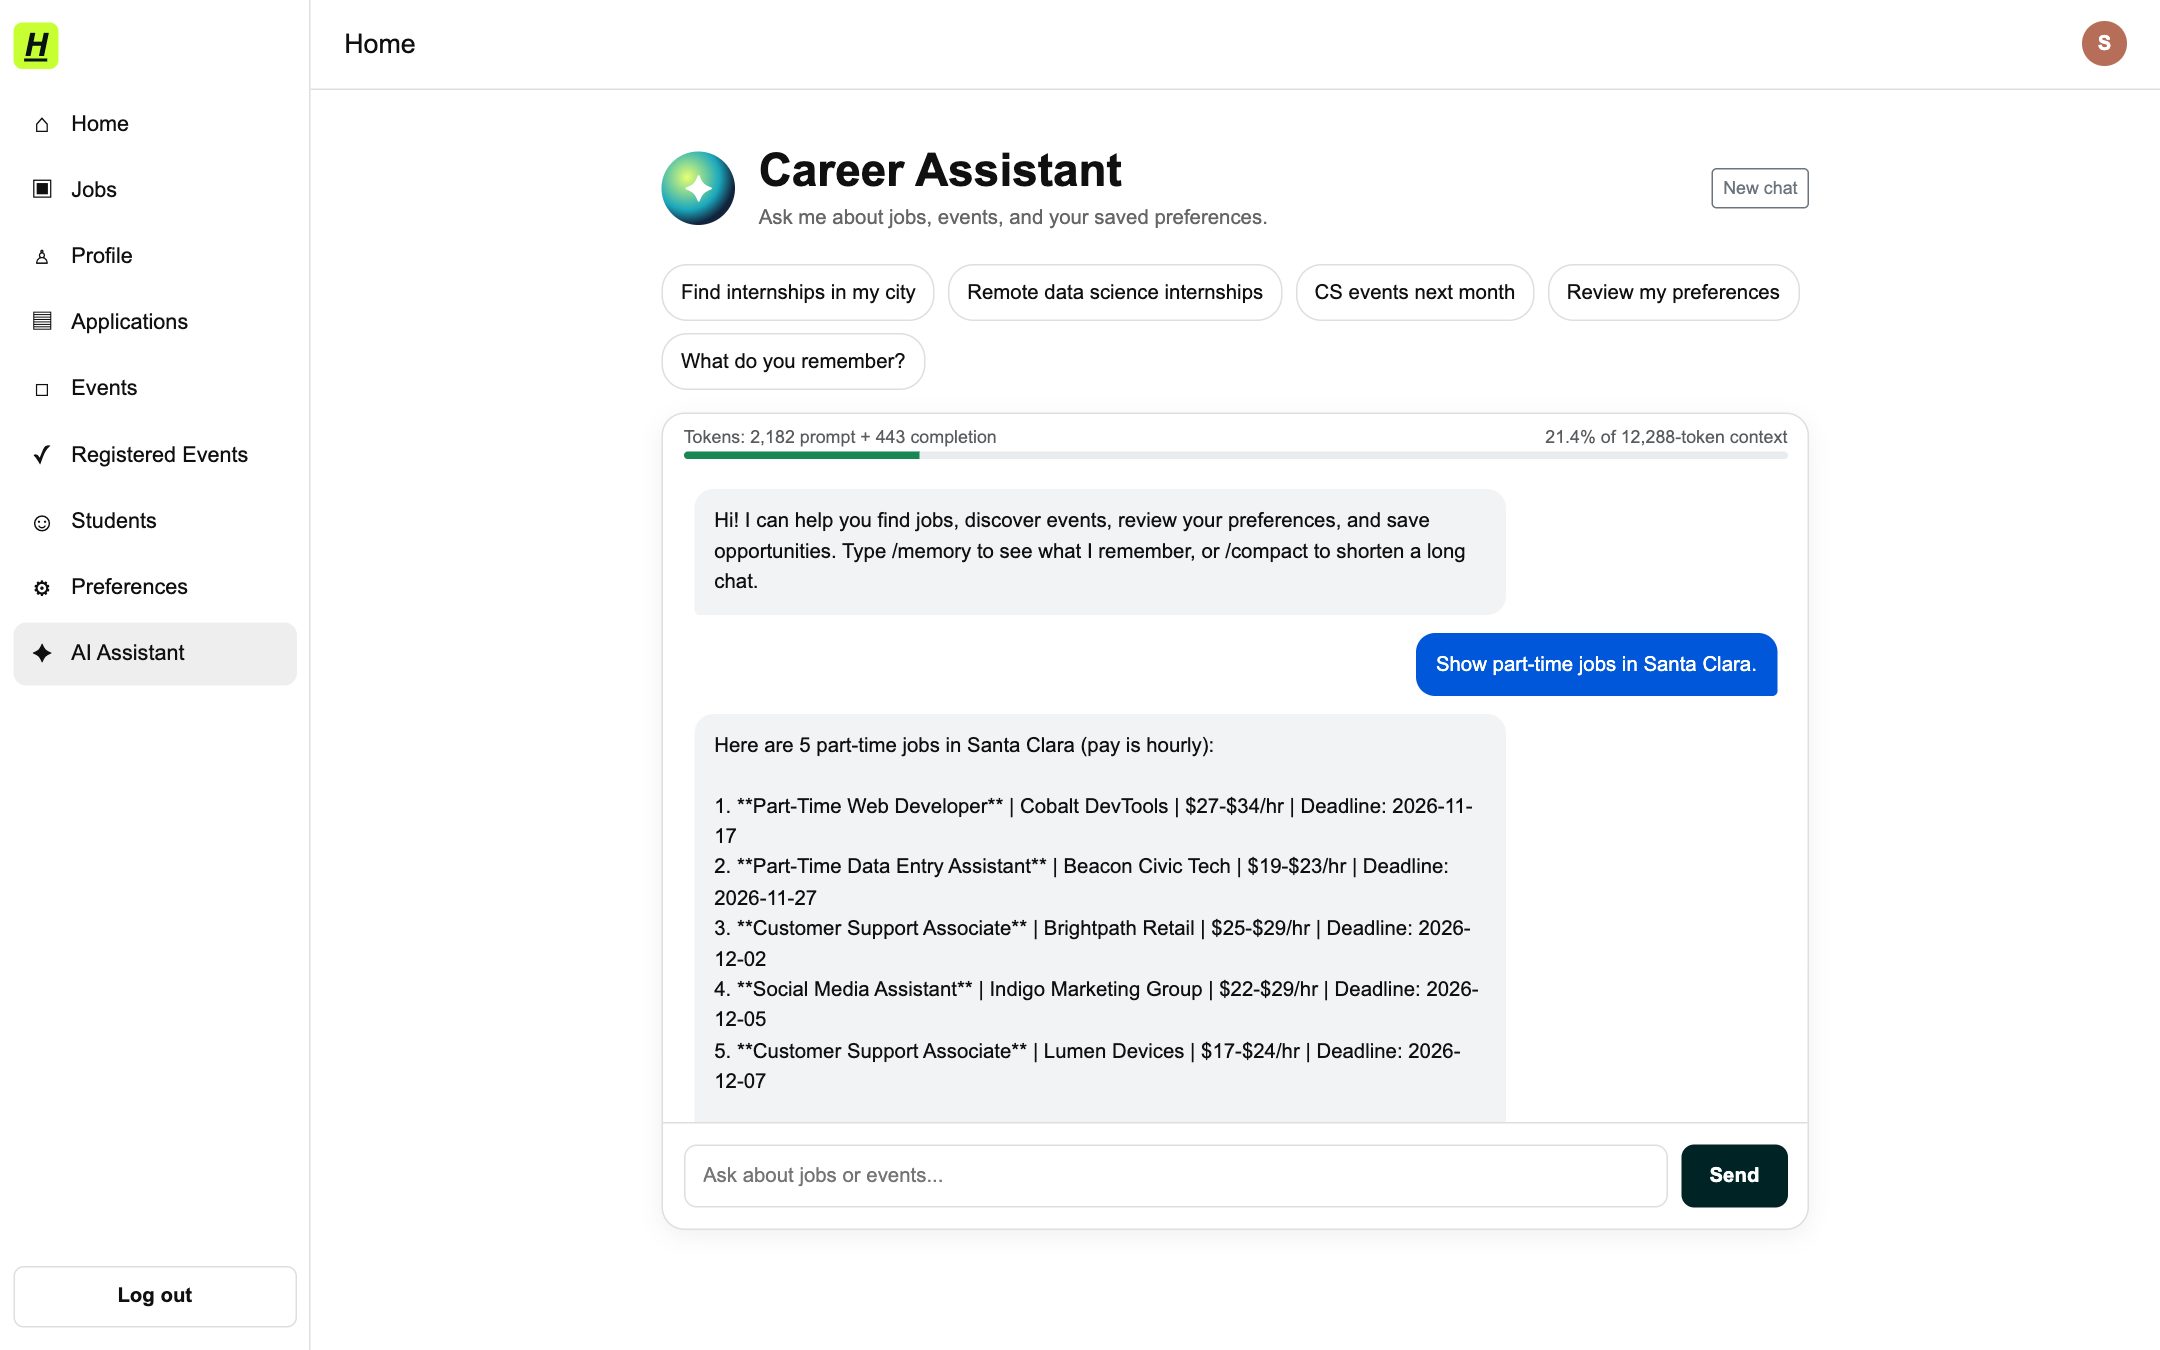 H
Home
S
Home
Jobs
Profile
Applications
Events
Registered Events
Students
Preferences
AI Assistant
Log out
Career Assistant
Ask me about jobs, events, and your saved preferences.
New chat
Find internships in my city
Remote data science internships
CS events next month
Review my preferences
What do you remember?
Tokens: 2,182 prompt + 443 completion
21.4% of 12,288-token context
Hi! I can help you find jobs, discover events, review your preferences, and save
opportunities. Type /memory to see what I remember, or /compact to shorten a long
chat.
Show part-time jobs in Santa Clara.
Here are 5 part-time jobs in Santa Clara (pay is hourly):
1. **Part-Time Web Developer** | Cobalt DevTools | $27-$34/hr | Deadline: 2026-11-
17
2. **Part-Time Data Entry Assistant** | Beacon Civic Tech | $19-$23/hr | Deadline:
2026-11-27
3. **Customer Support Associate** | Brightpath Retail | $25-$29/hr | Deadline: 2026-
12-02
4. **Social Media Assistant** | Indigo Marketing Group | $22-$29/hr | Deadline: 2026-
12-05
5. **Customer Support Associate** | Lumen Devices | $17-$24/hr | Deadline: 2026-
12-07
Ask about jobs or events...
Send